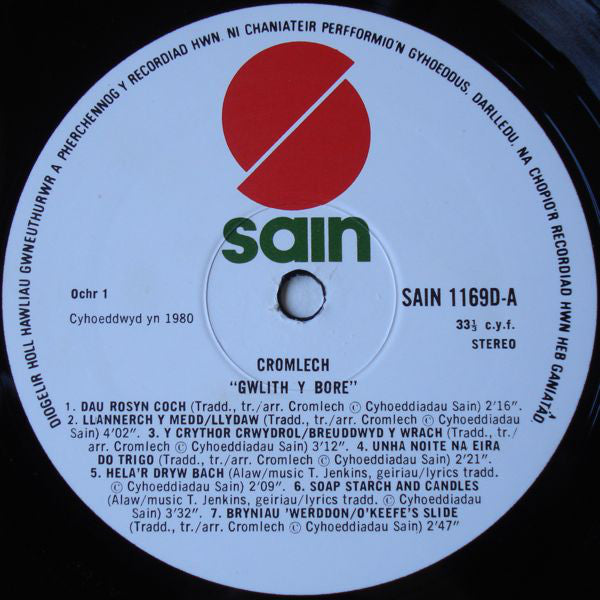 DIOGELIR HOLL HAWLIAU GWNEUTHURWR A PHERCHENNOG Y RECORDIAD HWN. NI CHANIATEIR PERFFORMIO'N GYHOEDDUS, DARLLEDU, NA CHOPIO'R RECORDIAD HWN HEB GANIATÂD
sain
Ochr 1
SAIN 1169D-A
Cyhoeddwyd yn 1980
33⅓ c.y.f.
STEREO
CROMLECH
"GWLITH Y BORE"
1. DAU ROSYN COCH (Tradd., tr./arr. Cromlech © Cyhoeddiadau Sain) 2'16".
2. LLANNERCH Y MEDD/LLYDAW (Tradd., tr./arr. Cromlech © Cyhoeddiadau
Sain) 4'02". 3. Y CRYTHOR CRWYDROL/BREUDDWYD Y WRACH (Tradd., tr./
arr. Cromlech © Cyhoeddiadau Sain) 3'12". 4. UNHA NOITE NA EIRA
DO TRIGO (Tradd., tr./arr. Cromlech © Cyhoeddiadau Sain) 2'21".
5. HELA'R DRYW BACH (Alaw/music T. Jenkins, geiriau/lyrics tradd.
© Cyhoeddiadau Sain) 2'09". 6. SOAP STARCH AND CANDLES
(Alaw/music T. Jenkins, geiriau/lyrics tradd. © Cyhoeddiadau
Sain) 3'32". 7. BRYNIAU 'WERDDON/O'KEEFE'S SLIDE
(Tradd., tr./arr. Cromlech © Cyhoeddiadau Sain) 2'47"